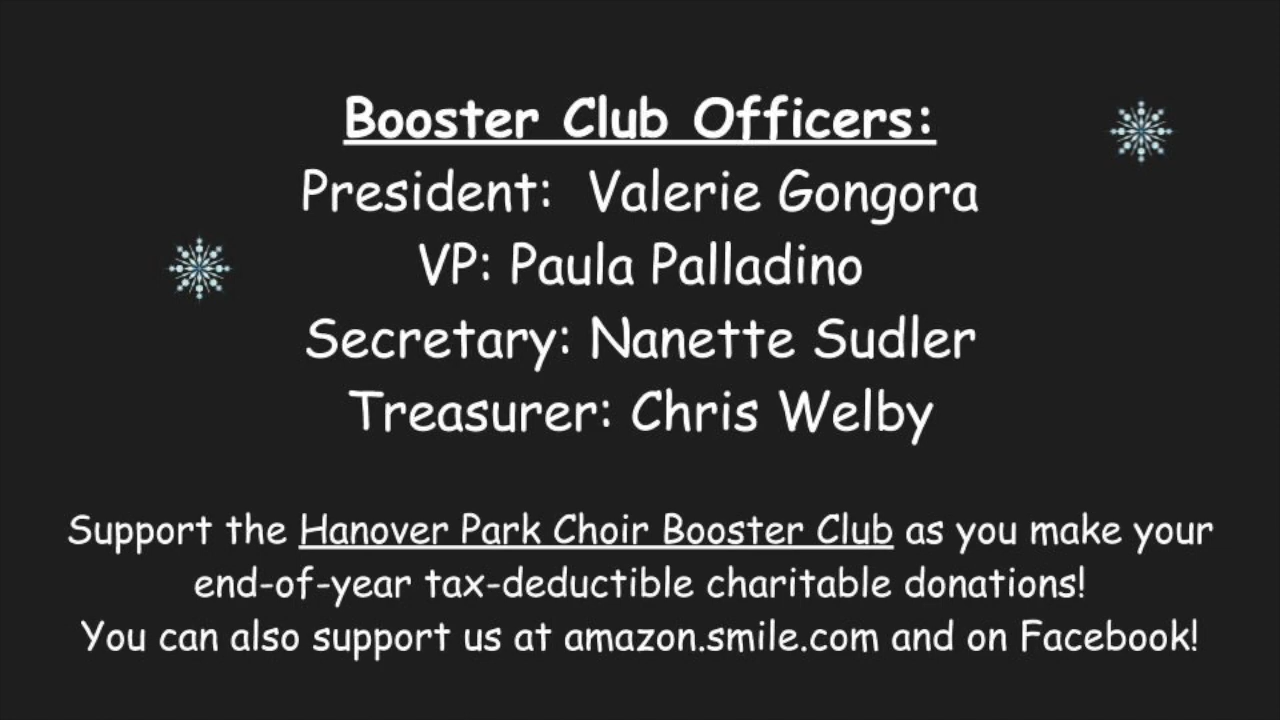 Booster Club Officers:
President:  Valerie Gongora
VP: Paula Palladino
Secretary: Nanette Sudler
Treasurer: Chris Welby
Support the Hanover Park Choir Booster Club as you make your
end-of-year tax-deductible charitable donations!
You can also support us at amazon.smile.com and on Facebook!